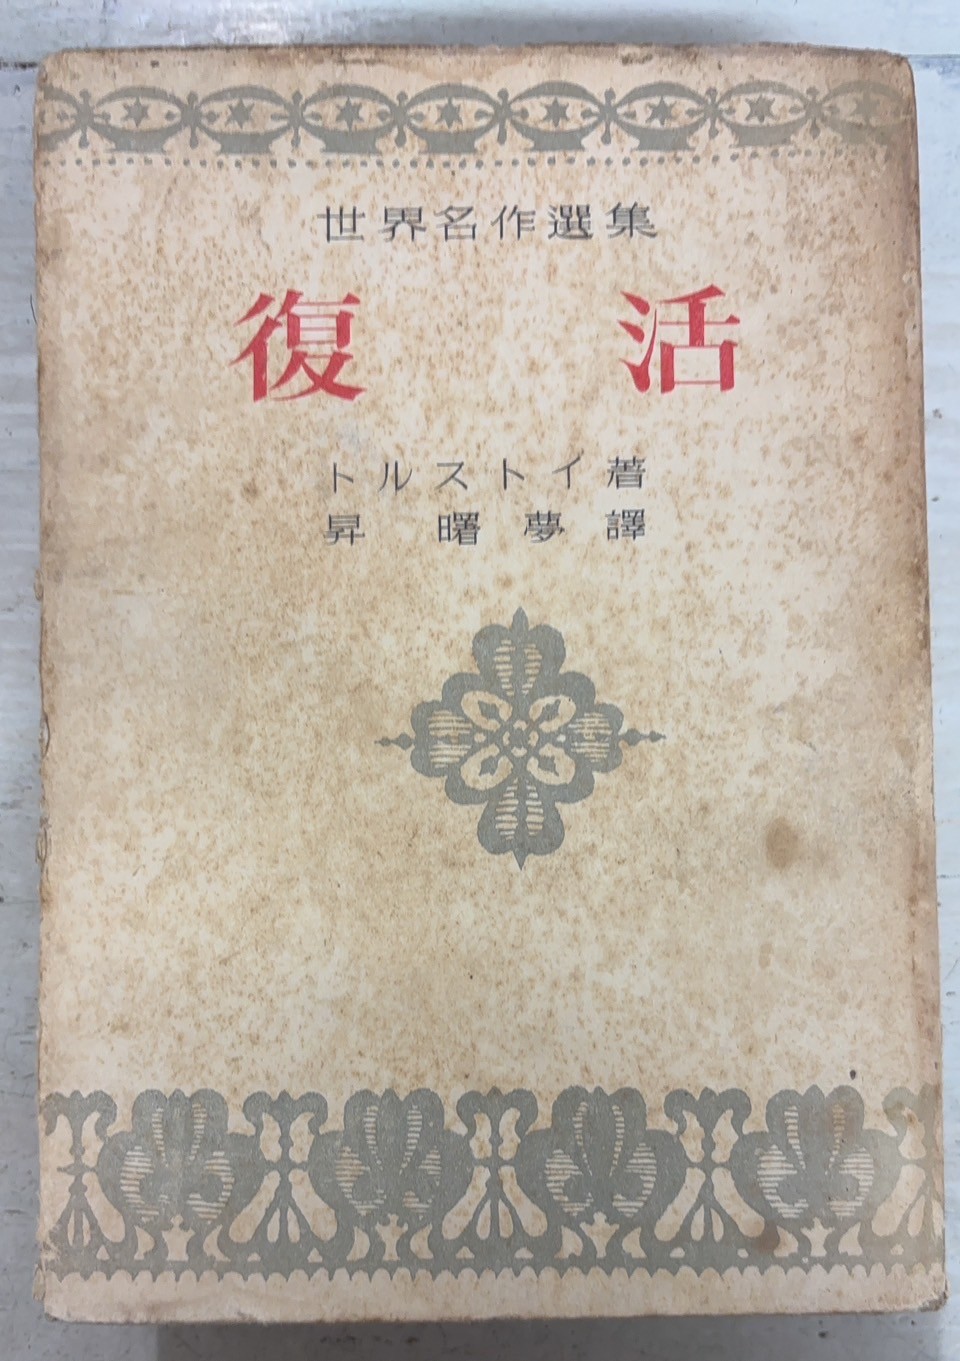 世界名作選集
復活
トルストイ著
昇曙夢譯